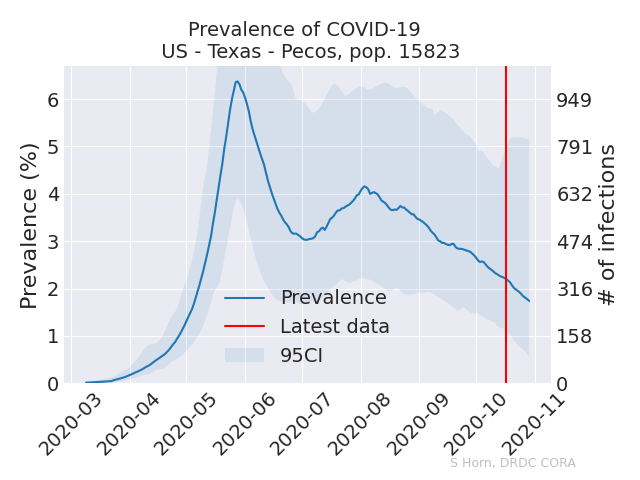 Prevalence of COVID-19
US - Texas - Pecos, pop. 15823
Prevalence (%)
6
5
4
3
2
1
0
949
791
632
474
316
158
0
# of infections
Prevalence
Latest data
95CI
2020-03
2020-04
2020-05
2020-06
2020-07
2020-08
2020-09
2020-10
2020-11
S Horn, DRDC CORA